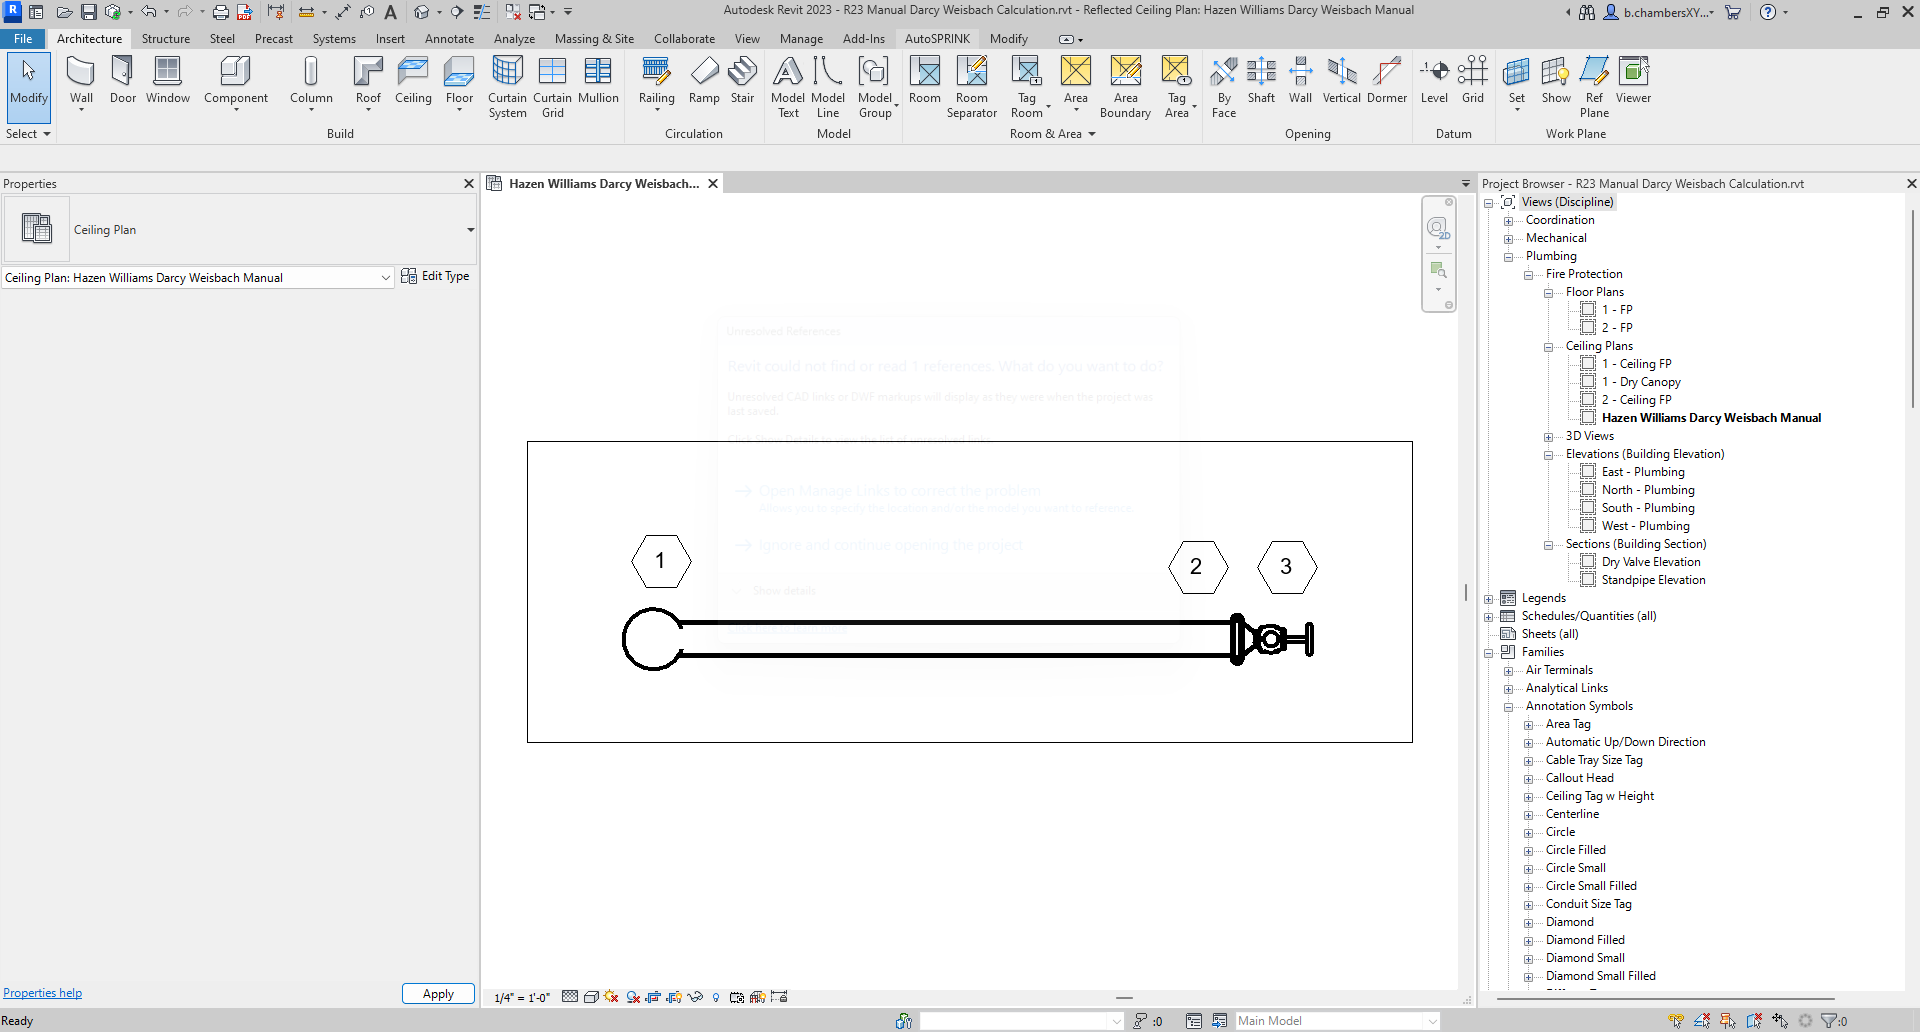 Autodesk Revit 2023 - R23 Manual Darcy Weisbach Calculation.rvt - Reflected Ceiling Plan: Hazen Williams Darcy Weisbach Manual
b.chambersXY...
File Architecture Structure Steel Precast Systems Insert Annotate Analyze Massing & Site Collaborate View Manage Add-Ins AutoSPRINK Modify
Modify Wall Door Window Component Column Roof Ceiling Floor Curtain System Curtain Grid Mullion Railing Ramp Stair Model Text Model Line Model Group Room Room Separator Tag Room Area Area Boundary Tag Area By Face Shaft Wall Vertical Dormer Level Grid Set Show Ref Plane Viewer
Select Build Circulation Model Room & Area Opening Datum Work Plane
Properties
Ceiling Plan
Ceiling Plan: Hazen Williams Darcy Weisbach Manual
Edit Type
Properties help
Apply
Hazen Williams Darcy Weisbach...
2D
Unresolved References
Revit could not find or read 1 references. What do you want to do?
Unresolved CAD links or DWF markups will display as they were when the project was
last saved.
Open Manage Links to correct the problem
Allows you to specify the location and/or the model you want to reference.
Ignore and continue opening the project
Show details
1
2
3
1/4" = 1'-0"
Project Browser - R23 Manual Darcy Weisbach Calculation.rvt
Views (Discipline)
Coordination
Mechanical
Plumbing
Fire Protection
Floor Plans
1 - FP
2 - FP
Ceiling Plans
1 - Ceiling FP
1 - Dry Canopy
2 - Ceiling FP
Hazen Williams Darcy Weisbach Manual
3D Views
Elevations (Building Elevation)
East - Plumbing
North - Plumbing
South - Plumbing
West - Plumbing
Sections (Building Section)
Dry Valve Elevation
Standpipe Elevation
Legends
Schedules/Quantities (all)
Sheets (all)
Families
Air Terminals
Analytical Links
Annotation Symbols
Area Tag
Automatic Up/Down Direction
Cable Tray Size Tag
Callout Head
Ceiling Tag w Height
Centerline
Circle
Circle Filled
Circle Small
Circle Small Filled
Conduit Size Tag
Diamond
Diamond Filled
Diamond Small
Diamond Small Filled
Ready
:0
Main Model
:0